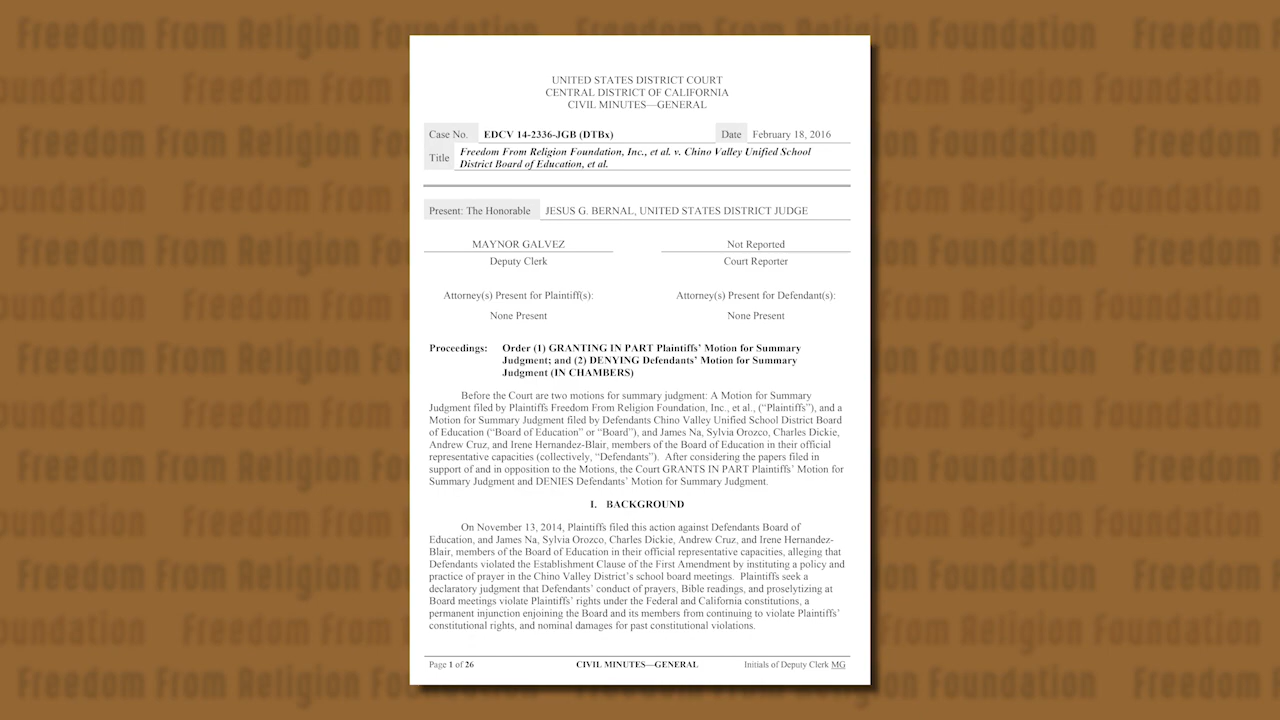 Freedom From Religion Foundation
UNITED STATES DISTRICT COURT
CENTRAL DISTRICT OF CALIFORNIA
CIVIL MINUTES—GENERAL
Case No. EDCV 14-2336-JGB (DTBx) Date February 18, 2016
Title Freedom From Religion Foundation, Inc., et al. v. Chino Valley Unified School
District Board of Education, et al.
Present: The Honorable JESUS G. BERNAL, UNITED STATES DISTRICT JUDGE
MAYNOR GALVEZ Not Reported
Deputy Clerk Court Reporter
Attorney(s) Present for Plaintiff(s): Attorney(s) Present for Defendant(s):
None Present None Present
Proceedings: Order (1) GRANTING IN PART Plaintiffs’ Motion for Summary
Judgment; and (2) DENYING Defendants’ Motion for Summary
Judgment (IN CHAMBERS)
Before the Court are two motions for summary judgment: A Motion for Summary
Judgment filed by Plaintiffs Freedom From Religion Foundation, Inc., et al., (“Plaintiffs”), and a
Motion for Summary Judgment filed by Defendants Chino Valley Unified School District Board
of Education (“Board of Education” or “Board”), and James Na, Sylvia Orozco, Charles Dickie,
Andrew Cruz, and Irene Hernandez-Blair, members of the Board of Education in their official
representative capacities (collectively, “Defendants”). After considering the papers filed in
support of and in opposition to the Motions, the Court GRANTS IN PART Plaintiffs’ Motion for
Summary Judgment and DENIES Defendants’ Motion for Summary Judgment.
I. BACKGROUND
On November 13, 2014, Plaintiffs filed this action against Defendants Board of
Education, and James Na, Sylvia Orozco, Charles Dickie, Andrew Cruz, and Irene Hernandez-
Blair, members of the Board of Education in their official representative capacities, alleging that
Defendants violated the Establishment Clause of the First Amendment by instituting a policy and
practice of prayer in the Chino Valley District’s school board meetings. Plaintiffs seek a
declaratory judgment that Defendants’ conduct of prayers, Bible readings, and proselytizing at
Board meetings violate Plaintiffs’ rights under the Federal and California constitutions, a
permanent injunction enjoining the Board and its members from continuing to violate Plaintiffs’
constitutional rights, and nominal damages for past constitutional violations.
Page 1 of 26 CIVIL MINUTES—GENERAL Initials of Deputy Clerk MG